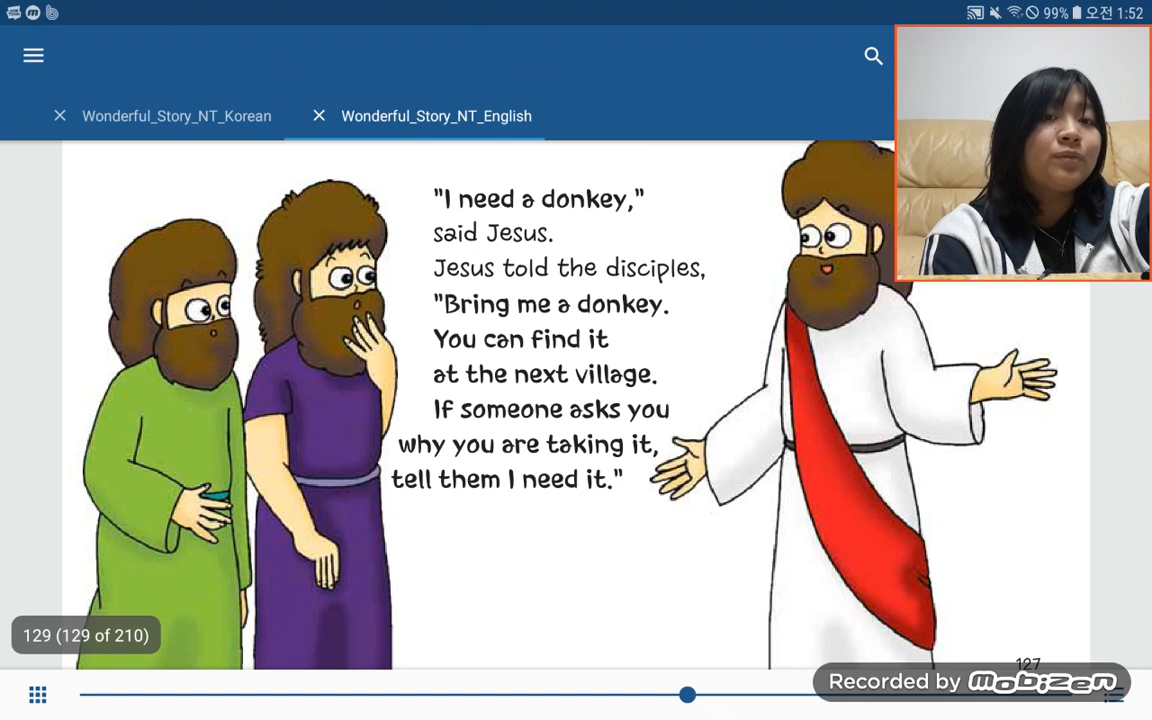 99% 오전 1:52
Wonderful_Story_NT_Korean
Wonderful_Story_NT_English
"I need a donkey,"
said Jesus.
Jesus told the disciples,
"Bring me a donkey.
You can find it
at the next village.
If someone asks you
why you are taking it,
tell them I need it."
129 (129 of 210)
127
Recorded by mobizen